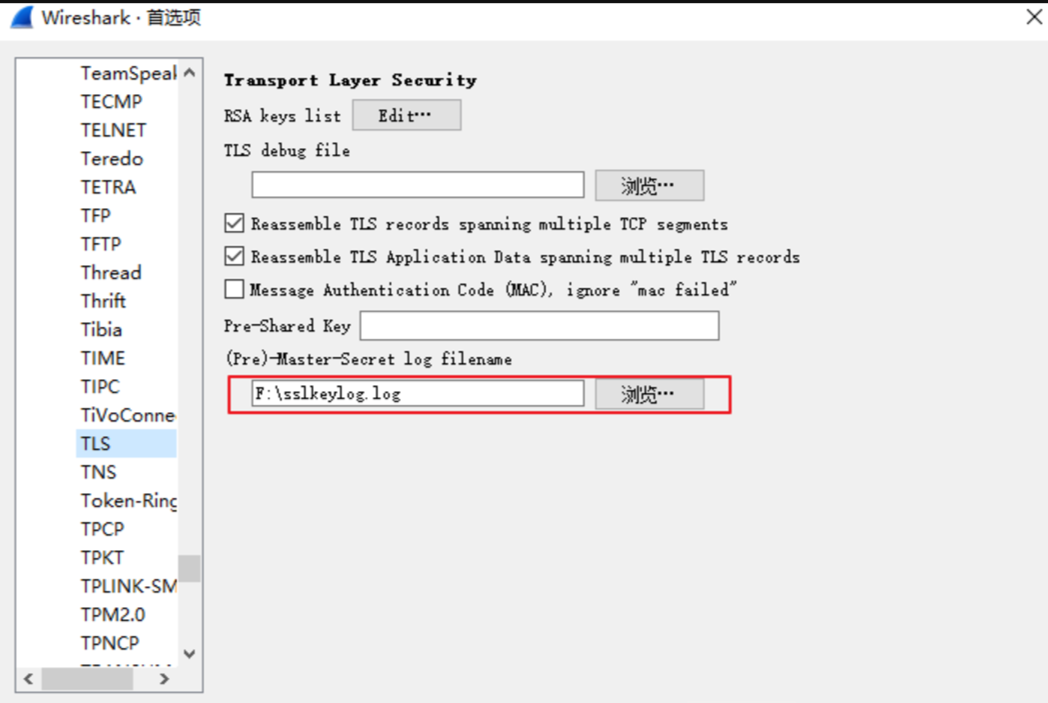 Wireshark · 首选项
TeamSpeak
TECMP
TELNET
Teredo
TETRA
TFP
TFTP
Thread
Thrift
Tibia
TIME
TIPC
TiVoConne
TLS
TNS
Token-Ring
TPCP
TPKT
TPLINK-SM
TPM2.0
TPNCP
Transport Layer Security
RSA keys list Edit…
TLS debug file
浏览…
Reassemble TLS records spanning multiple TCP segments
Reassemble TLS Application Data spanning multiple TLS records
Message Authentication Code (MAC), ignore "mac failed"
Pre-Shared Key
(Pre)-Master-Secret log filename
F:\sslkeylog.log 浏览…